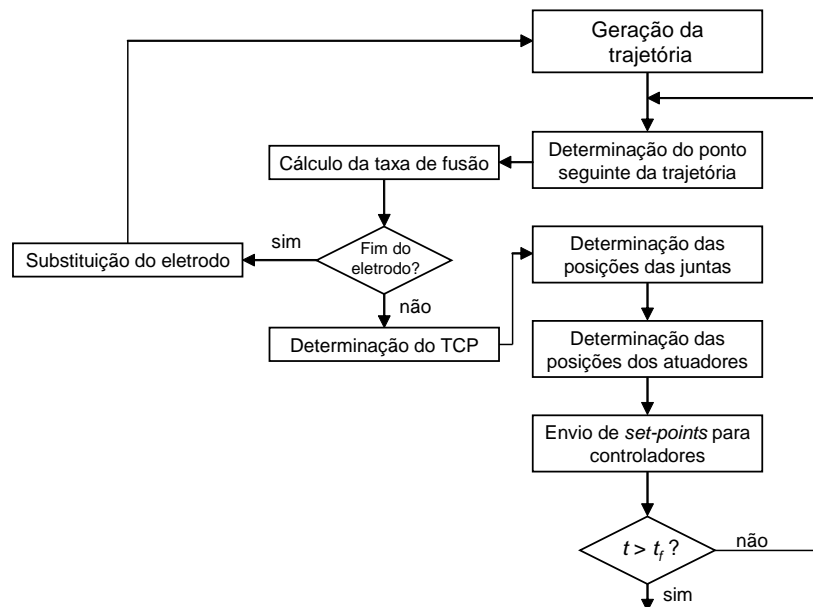 Geração da
trajetória
Determinação do ponto
seguinte da trajetória
Cálculo da taxa de fusão
Fim do
eletrodo?
sim
Substituição do eletrodo
não
Determinação do TCP
Determinação das
posições das juntas
Determinação das
posições dos atuadores
Envio de set-points para
controladores
t > tf ?
não
sim